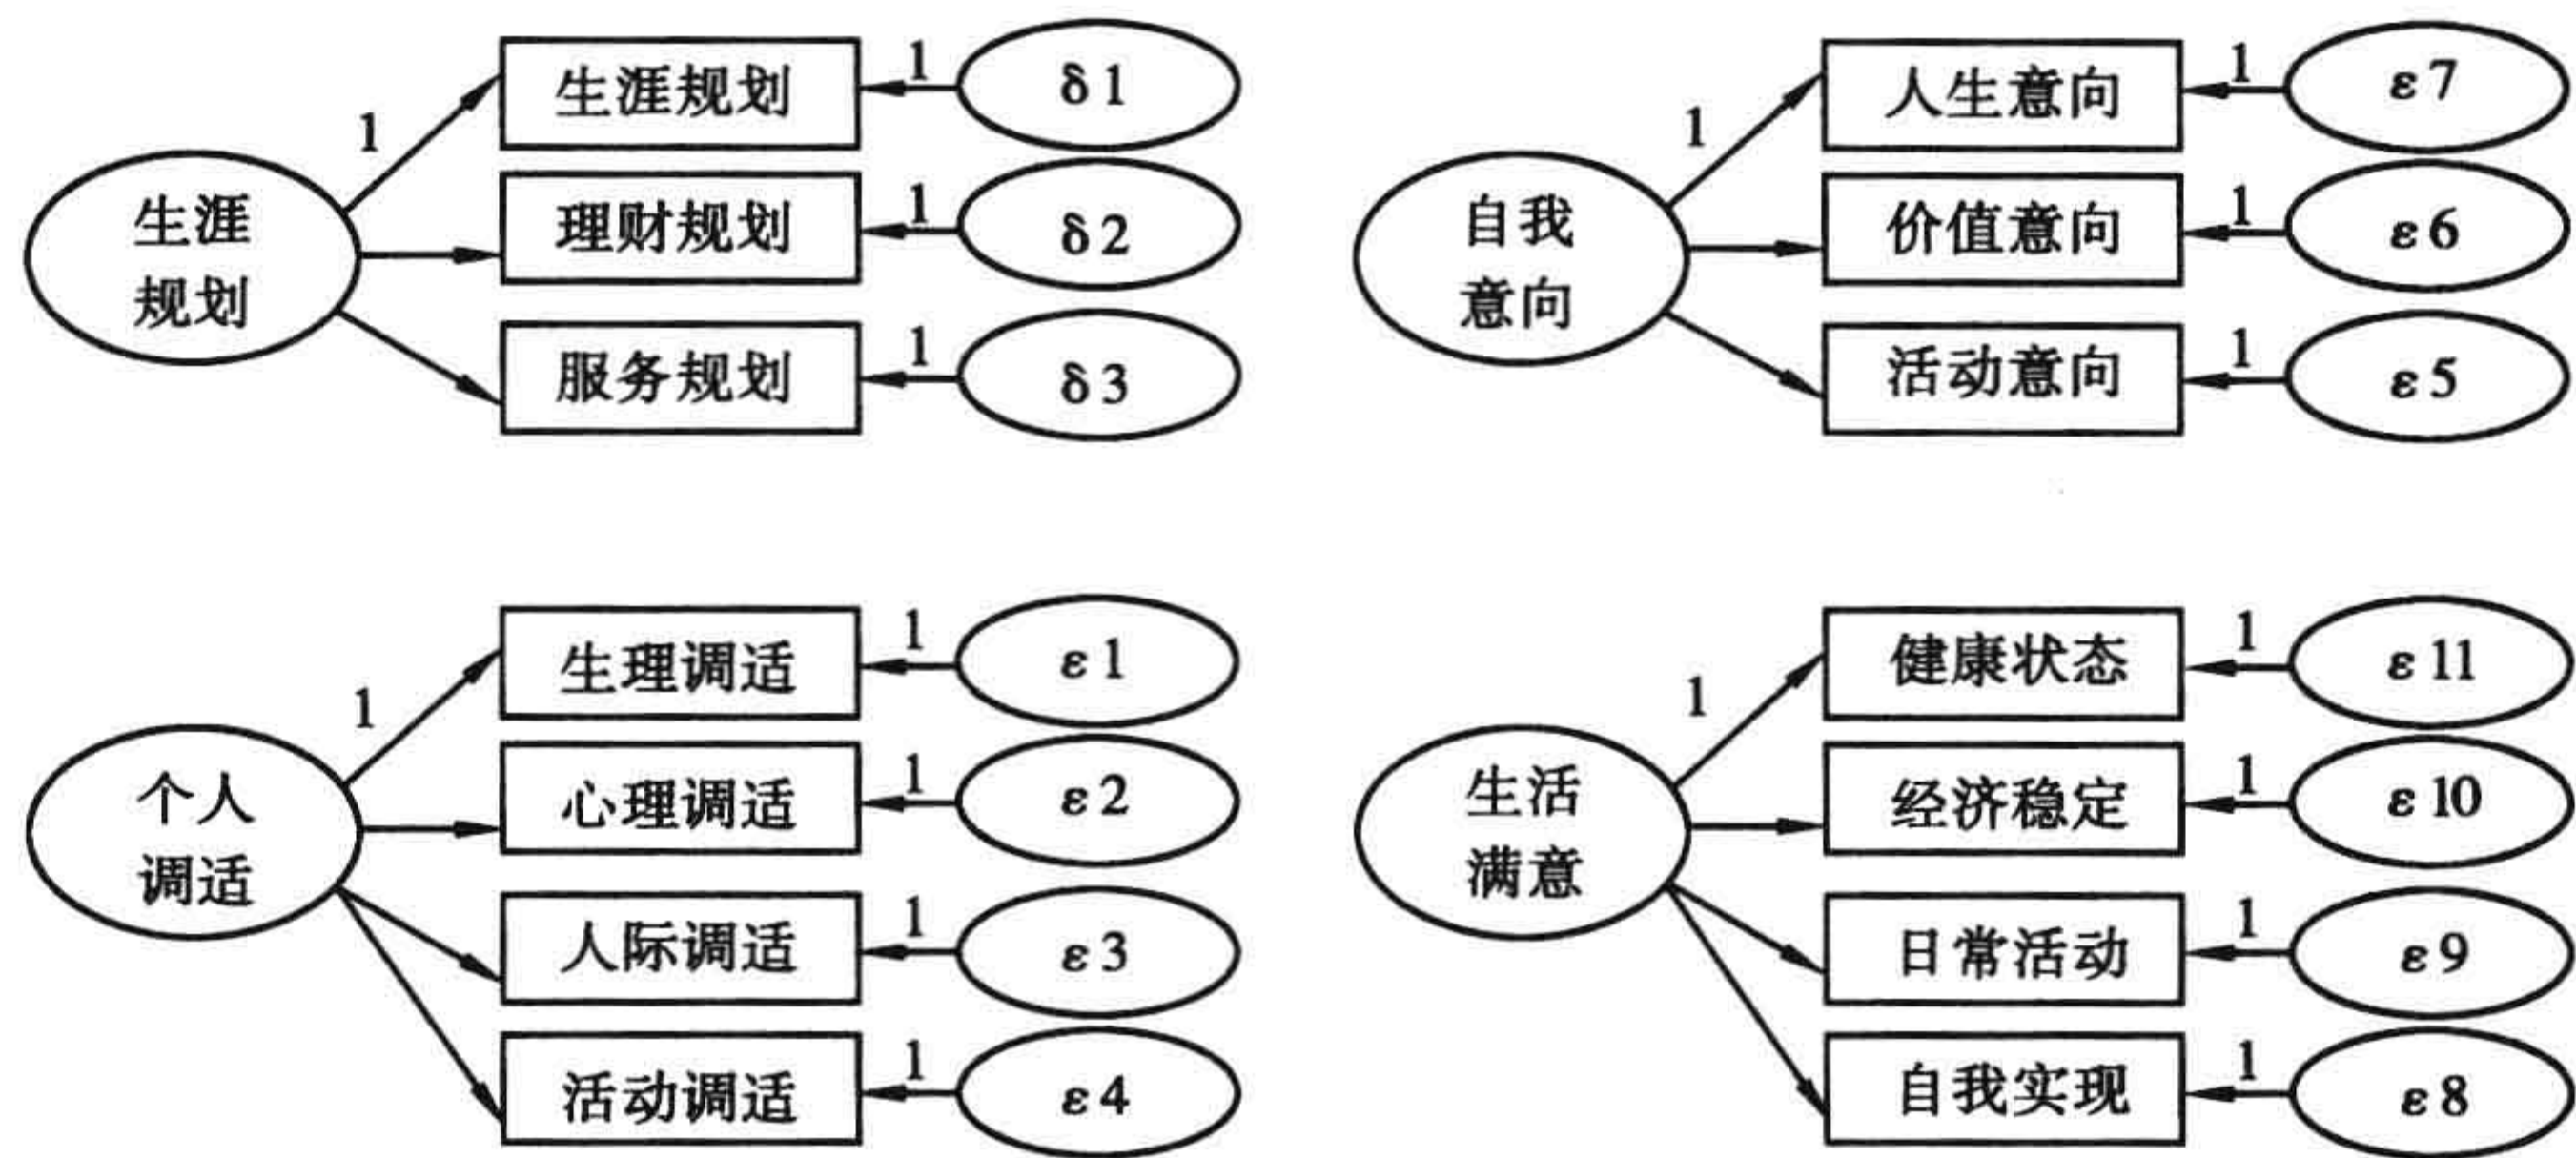 生涯
规划
1
生涯规划
1
δ1
理财规划
1
δ2
服务规划
1
δ3
自我
意向
1
人生意向
1
ε7
价值意向
1
ε6
活动意向
1
ε5
个人
调适
1
生理调适
1
ε1
心理调适
1
ε2
人际调适
1
ε3
活动调适
1
ε4
生活
满意
1
健康状态
1
ε11
经济稳定
1
ε10
日常活动
1
ε9
自我实现
1
ε8